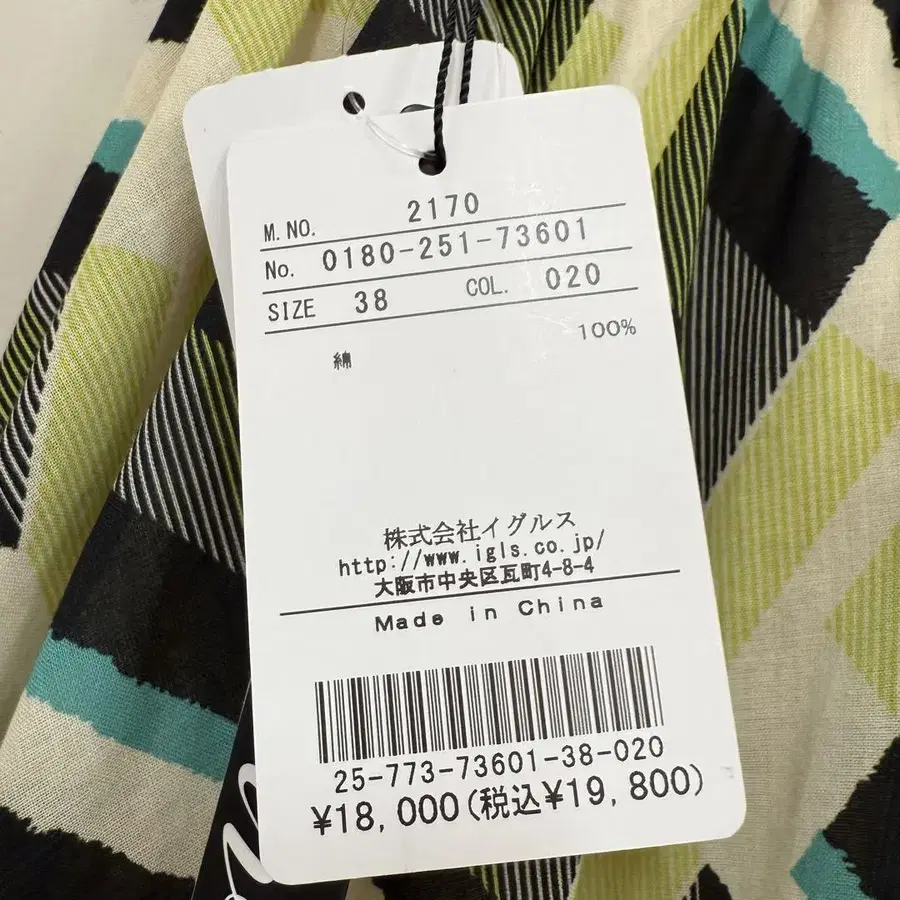 M.NO. 2170
No. 0180-251-73601
SIZE 38 COL. 020
100%
綿
株式会社イグルス
http://www.igls.co.jp/
大阪市中央区瓦町4-8-4
Made in China
25-773-73601-38-020
¥18,000(税込¥19,800)